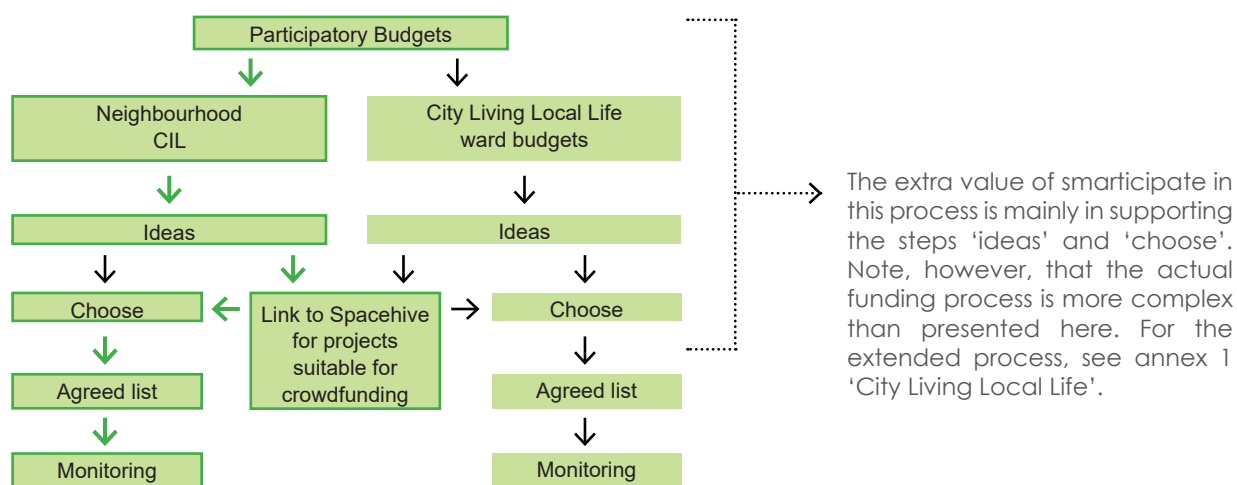 Participatory Budgets
Neighbourhood
CIL
City Living Local Life
ward budgets
Ideas
Ideas
Choose
Link to Spacehive
for projects
suitable for
crowdfunding
Choose
Agreed list
Agreed list
Monitoring
Monitoring
The extra value of smarticipate in
this process is mainly in supporting
the steps ‘ideas’ and ‘choose’.
Note, however, that the actual
funding process is more complex
than presented here. For the
extended process, see annex 1
‘City Living Local Life’.